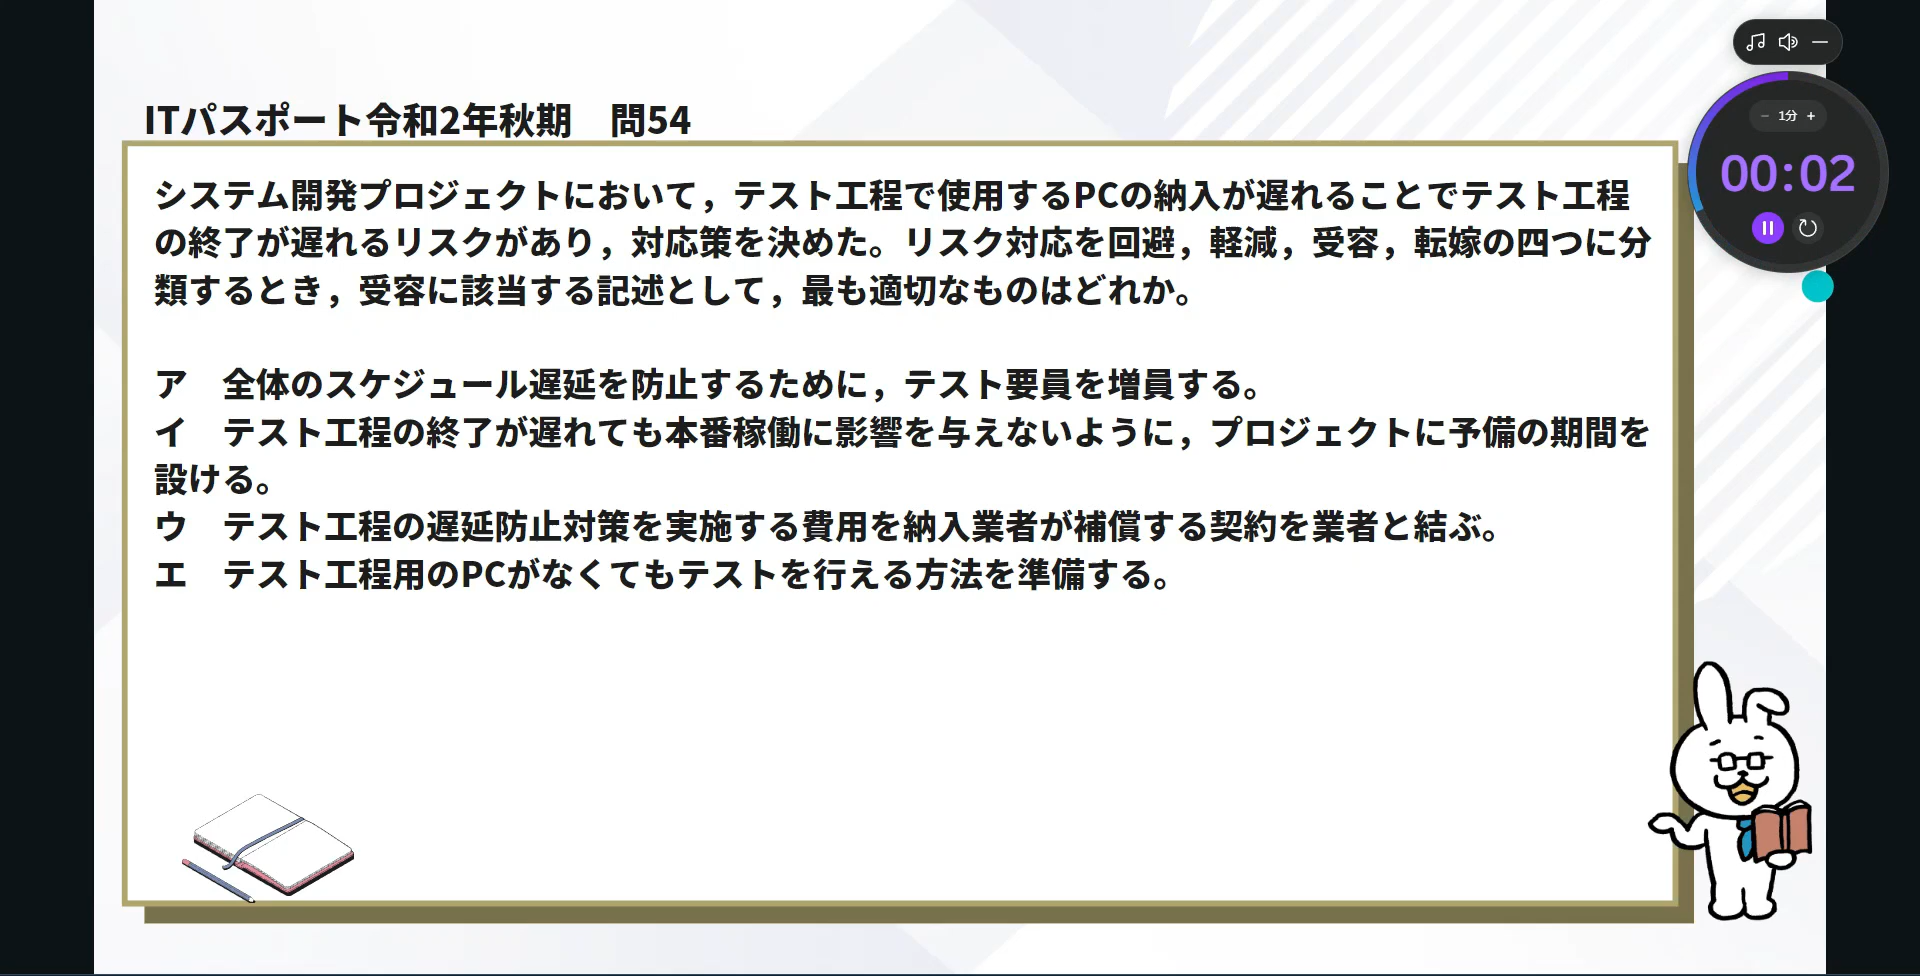 ITパスポート令和2年秋期　問54
1分
00:02
システム開発プロジェクトにおいて，テスト工程で使用するPCの納入が遅れることでテスト工程
の終了が遅れるリスクがあり，対応策を決めた。リスク対応を回避，軽減，受容，転嫁の四つに分
類するとき，受容に該当する記述として，最も適切なものはどれか。
ア　全体のスケジュール遅延を防止するために，テスト要員を増員する。
イ　テスト工程の終了が遅れても本番稼働に影響を与えないように，プロジェクトに予備の期間を
設ける。
ウ　テスト工程の遅延防止対策を実施する費用を納入業者が補償する契約を業者と結ぶ。
エ　テスト工程用のPCがなくてもテストを行える方法を準備する。